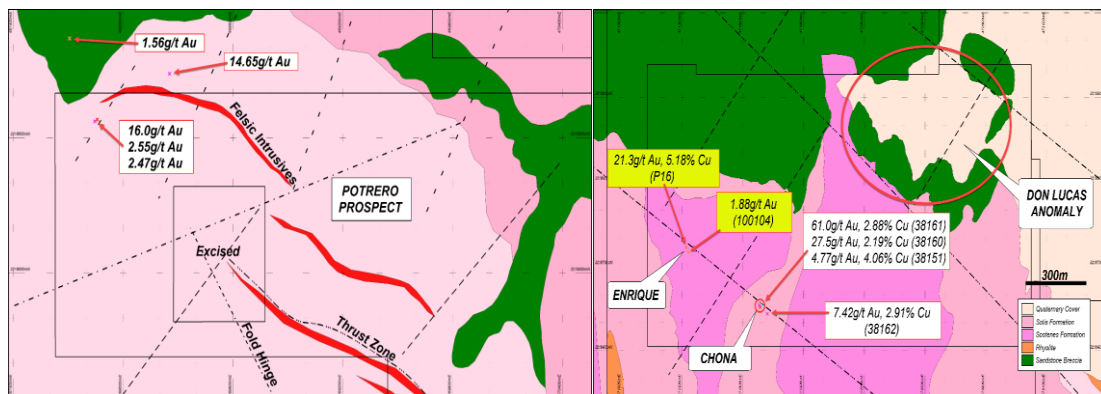 1.56g/t Au
14.65g/t Au
16.0g/t Au
2.55g/t Au
2.47g/t Au
Felsic Intrusives
POTRERO
PROSPECT
Excised
Thrust Zone
Fold Hinge
21.3g/t Au, 5.18% Cu
(P16)
1.88g/t Au
(100104)
DON LUCAS
ANOMALY
61.0g/t Au, 2.88% Cu (38161)
27.5g/t Au, 2.19% Cu (38160)
4.77g/t Au, 4.06% Cu (38151)
ENRIQUE
7.42g/t Au, 2.91% Cu
(38162)
CHONA
300m
Quaternary Cover
Solis Formation
Sostenes Formation
Rhyolite
Sandstone Breccia